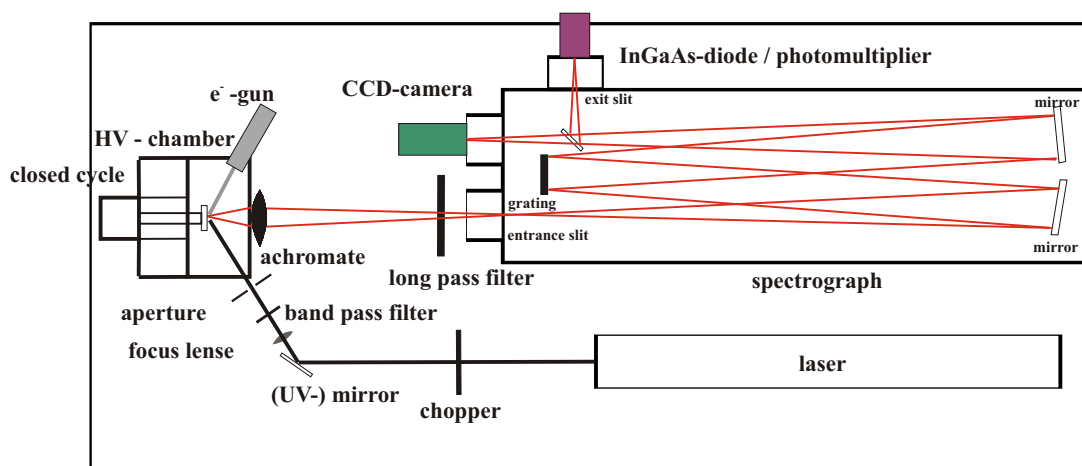 InGaAs-diode / photomultiplier
CCD-camera
exit slit
mirror
e⁻ -gun
HV - chamber
closed cycle
grating
entrance slit
mirror
achromate
long pass filter
spectrograph
aperture
band pass filter
focus lense
laser
(UV-) mirror
chopper